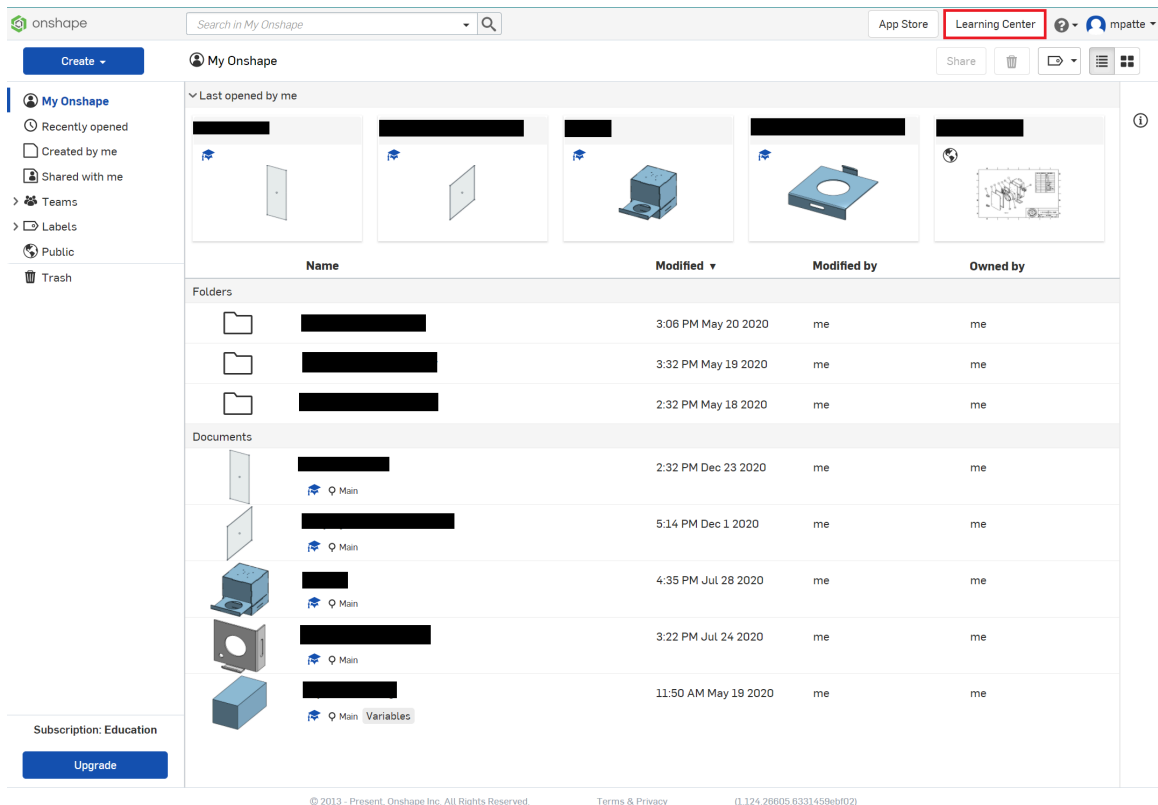 onshape
Search in My Onshape
App Store
Learning Center
mpatte
Create
My Onshape
Share
My Onshape
Recently opened
Created by me
Shared with me
Teams
Labels
Public
Trash
Last opened by me
Name Modified Modified by Owned by
Folders
3:06 PM May 20 2020 me me
3:32 PM May 19 2020 me me
2:32 PM May 18 2020 me me
Documents
2:32 PM Dec 23 2020 me me
Main
5:14 PM Dec 1 2020 me me
Main
4:35 PM Jul 28 2020 me me
Main
3:22 PM Jul 24 2020 me me
Main
11:50 AM May 19 2020 me me
Main Variables
Subscription: Education
Upgrade
© 2013 - Present, Onshape Inc. All Rights Reserved. Terms & Privacy (1.124.26605.6331459ebf02)